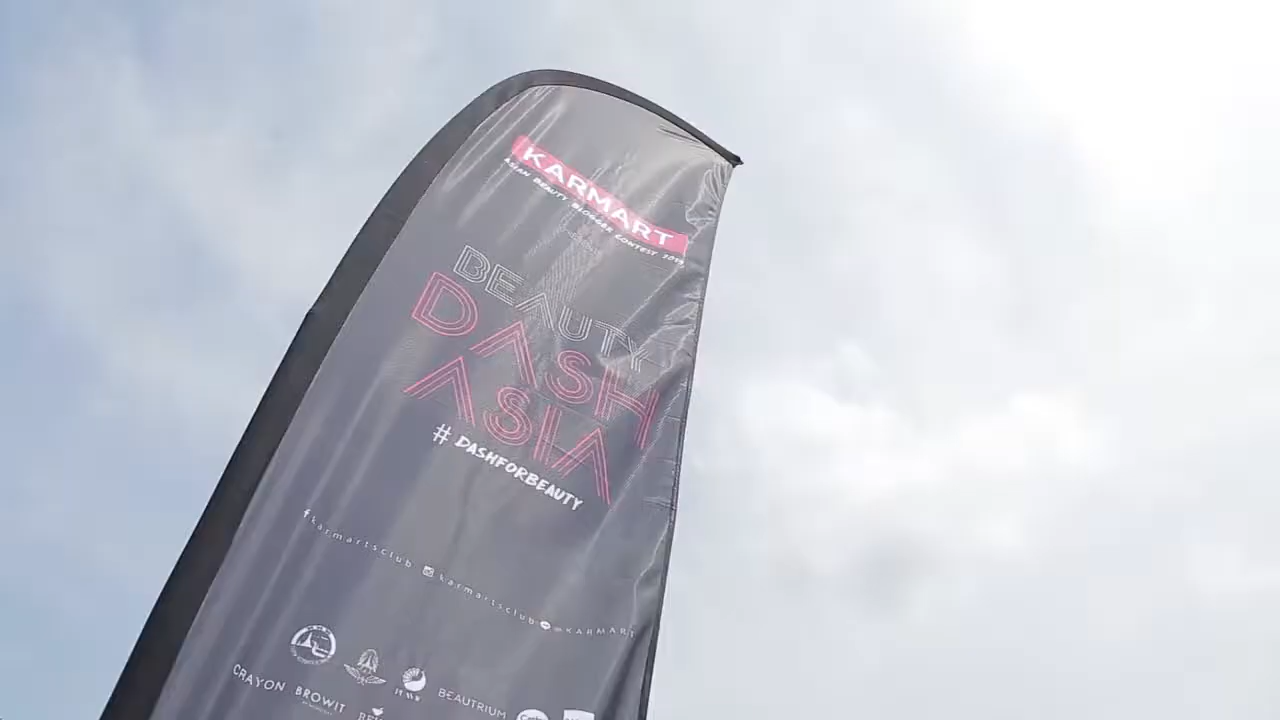 KARMART
ASIAN BEAUTY BLOGGER CONTEST 2019
BEAUTY
DASH
ASIA
# DASHFORBEAUTY
karmartsclub karmartsclub @KARMART
CRAYON BROWIT BEAUTRIUM